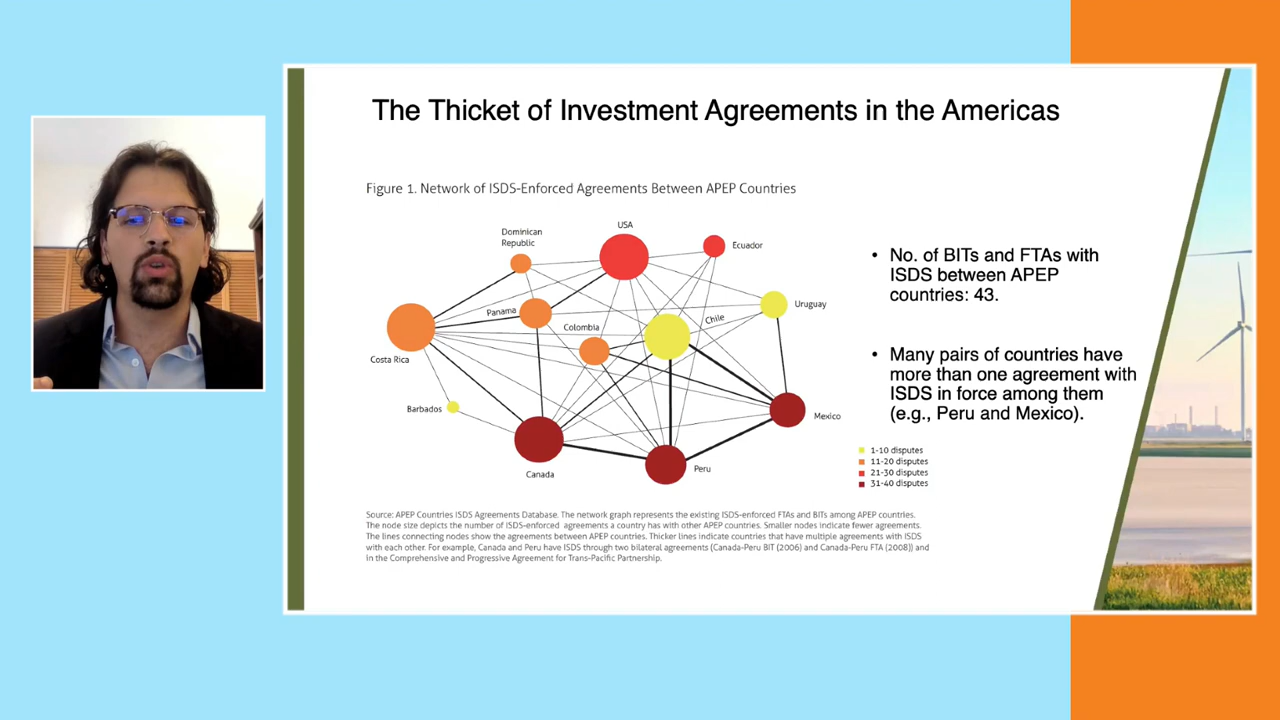 The Thicket of Investment Agreements in the Americas
Figure 1. Network of ISDS-Enforced Agreements Between APEP Countries
USA
Dominican
Republic
Ecuador
Panama
Uruguay
Chile
Colombia
Costa Rica
Barbados
Mexico
Canada
Peru
1-10 disputes
11-20 disputes
21-30 disputes
31-40 disputes
• No. of BITs and FTAs with
ISDS between APEP
countries: 43.
• Many pairs of countries have
more than one agreement with
ISDS in force among them
(e.g., Peru and Mexico).
Source: APEP Countries ISDS Agreements Database. The network graph represents the existing ISDS-enforced FTAs and BITs among APEP countries.
The node size depicts the number of ISDS-enforced agreements a country has with other APEP countries. Smaller nodes indicate fewer agreements.
The lines connecting nodes show the agreements between APEP countries. Thicker lines indicate countries that have multiple agreements with ISDS
with each other. For example, Canada and Peru have ISDS through two bilateral agreements (Canada-Peru BIT (2006) and Canada-Peru FTA (2008)) and
in the Comprehensive and Progressive Agreement for Trans-Pacific Partnership.